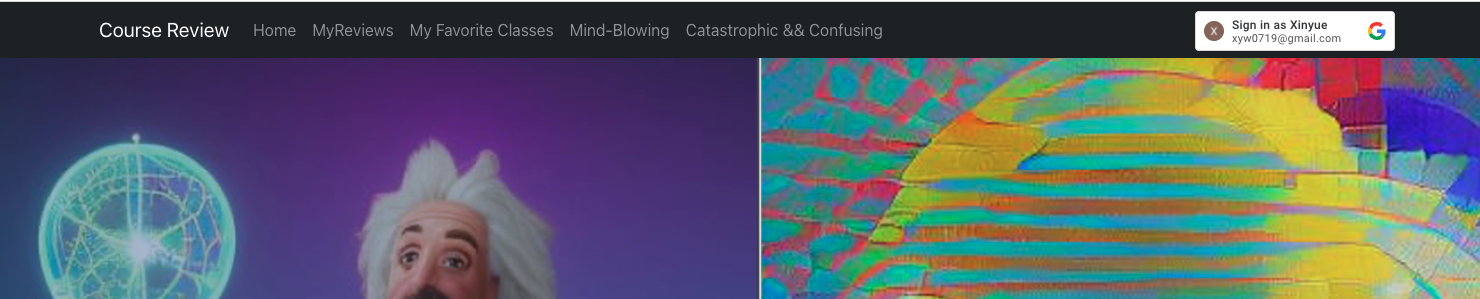 Course Review Home MyReviews My Favorite Classes Mind-Blowing Catastrophic && Confusing
X
Sign in as Xinyue
xyw0719@gmail.com
G